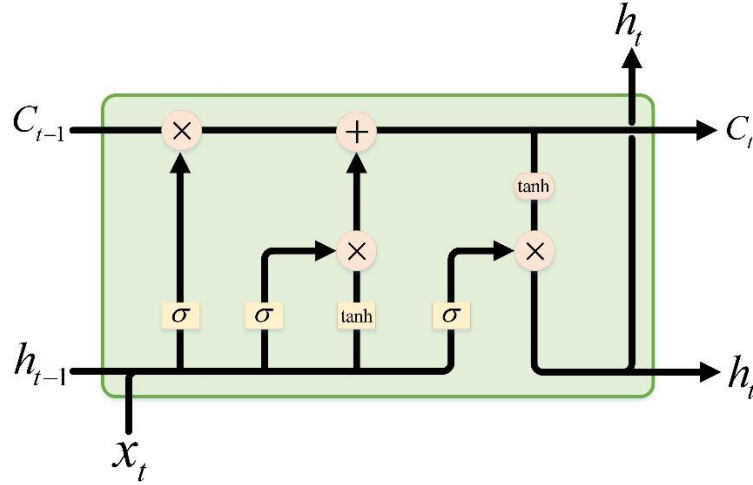 h_t
C_{t-1} × + C_t
tanh
× ×
σ σ tanh σ
h_{t-1} h_t
x_t